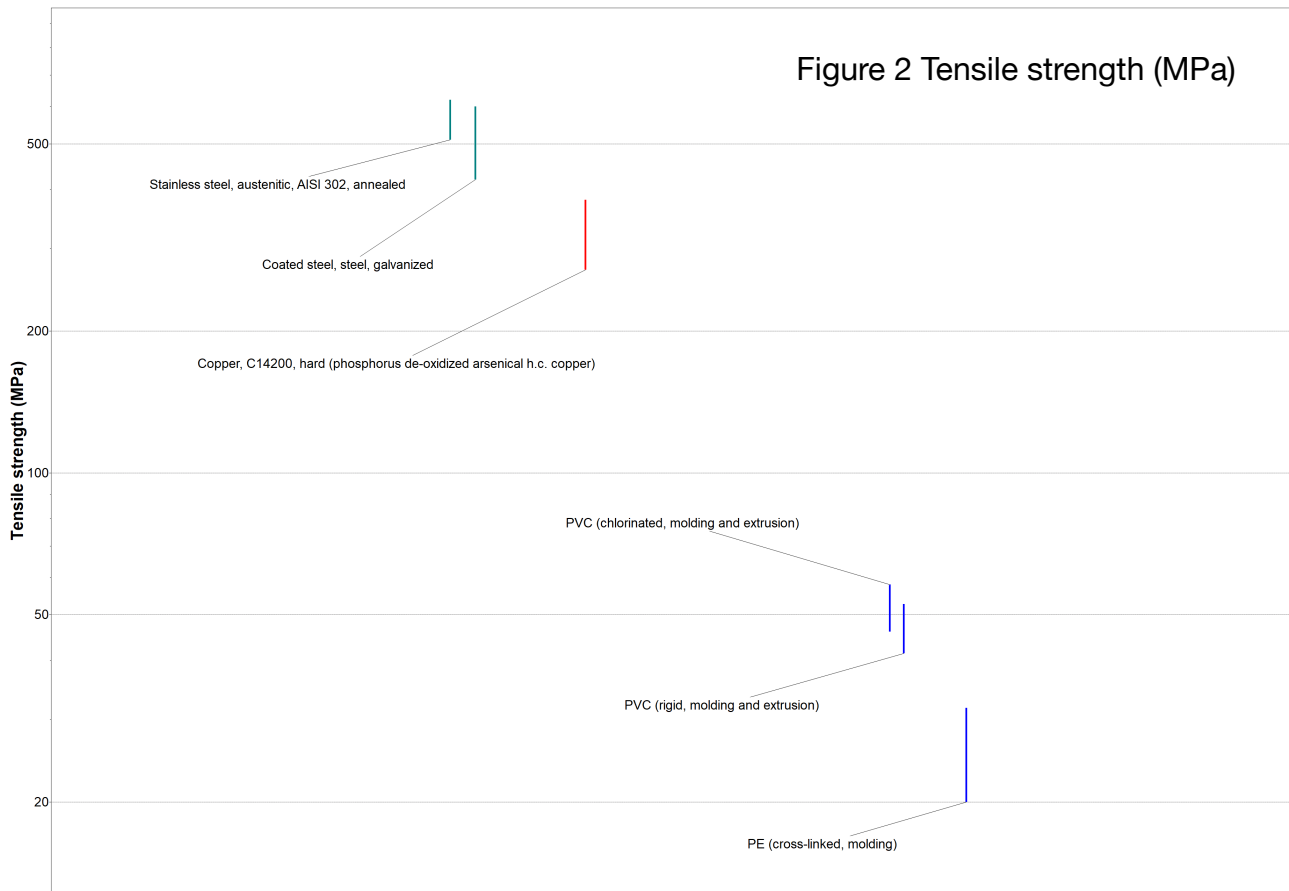 Figure 2 Tensile strength (MPa)
500
Stainless steel, austenitic, AISI 302, annealed
Coated steel, steel, galvanized
200
Copper, C14200, hard (phosphorus de-oxidized arsenical h.c. copper)
Tensile strength (MPa)
100
PVC (chlorinated, molding and extrusion)
50
PVC (rigid, molding and extrusion)
20
PE (cross-linked, molding)